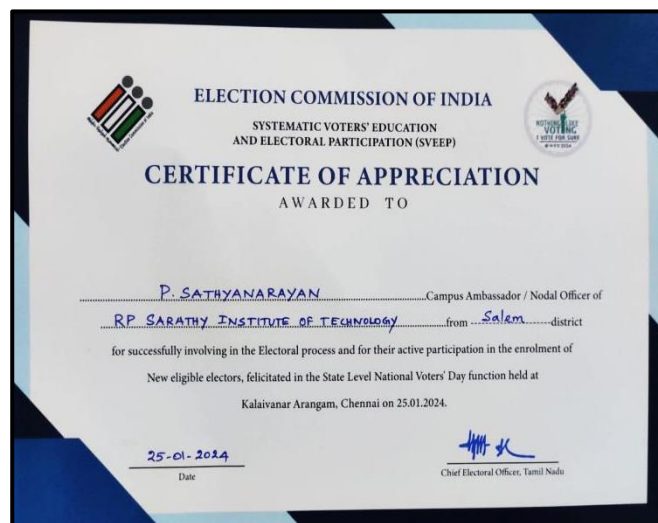 ELECTION COMMISSION OF INDIA
SYSTEMATIC VOTERS' EDUCATION
AND ELECTORAL PARTICIPATION (SVEEP)
NOTHING LIKE
VOTING
I VOTE FOR SURE
CERTIFICATE OF APPRECIATION
AWARDED TO
P. SATHYANARAYAN Campus Ambassador / Nodal Officer of
RP SARATHY INSTITUTE OF TECHNOLOGY from Salem district
for successfully involving in the Electoral process and for their active participation in the enrolment of
New eligible electors, felicitated in the State Level National Voters' Day function held at
Kalaivanar Arangam, Chennai on 25.01.2024.
25-01-2024
Date
Chief Electoral Officer, Tamil Nadu